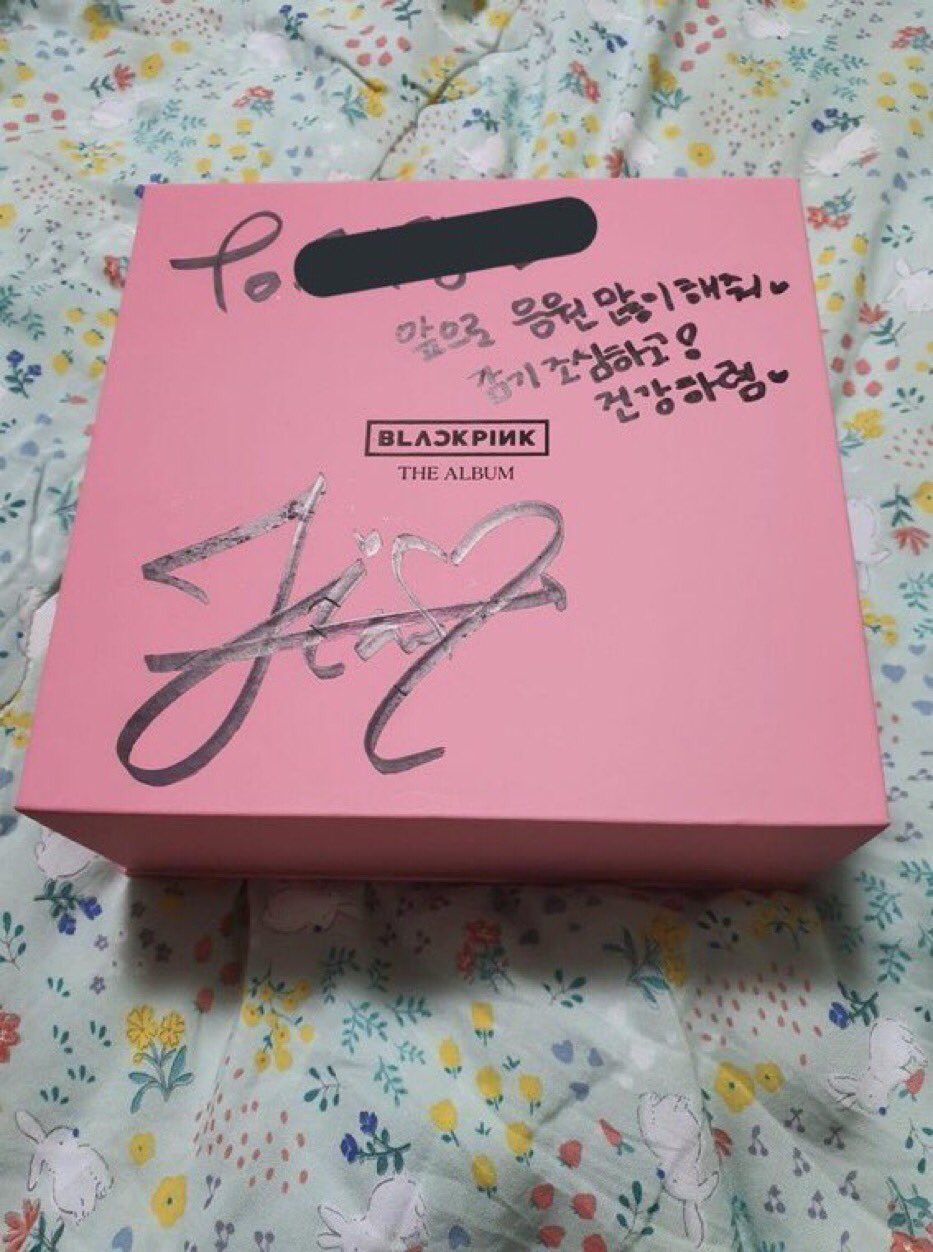 To.
앞으로 응원 많이 해줘♥
감기 조심하고!
건강하렴♥
BLACKPINK
THE ALBUM